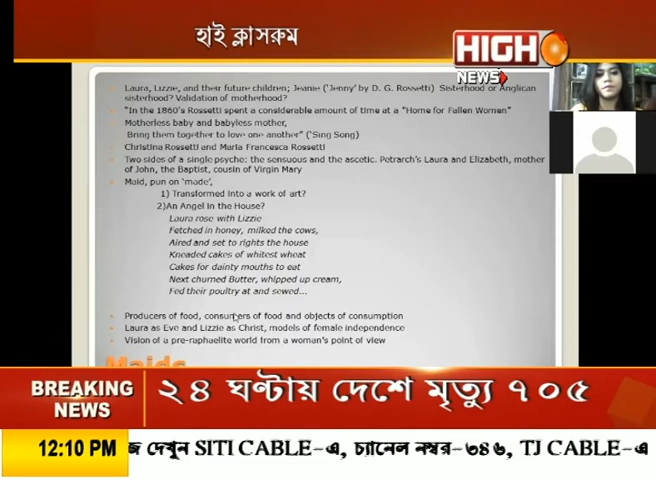 হাই ক্লাসরুম
HIGH
NEWS
Laura, Lizzie, and their future children; Jeanie ('Jenny' by D. G. Rossetti) Sisterhood or Anglican
sisterhood? Validation of motherhood?
"In the 1860's Rossetti spent a considerable amount of time at a "Home for Fallen Women"
Motherless baby and babyless mother,
Bring them together to love one another" ('Sing Song)
Christina Rossetti and Maria Francesca Rossetti
Two sides of a single psyche: the sensuous and the ascetic. Petrarch's Laura and Elizabeth, mother
of John, the Baptist, cousin of Virgin Mary
Maid, pun on 'made',
1) Transformed into a work of art?
2)An Angel in the House?
Laura rose with Lizzie
Fetched in honey, milked the cows,
Aired and set to rights the house
Kneaded cakes of whitest wheat
Cakes for dainty mouths to eat
Next churned Butter, whipped up cream,
Fed their poultry at and sewed...
Producers of food, consumers of food and objects of consumption
Laura as Eve and Lizzie as Christ, models of female independence
Vision of a pre-raphaelite world from a woman's point of view
Maids
BREAKING
NEWS
২৪ ঘণ্টায় দেশে মৃত্যু ৭০৫
12:10 PM
জ দেখুন SITI CABLE-এ, চ্যানেল নম্বর-৩৪৬, TJ CABLE-এ